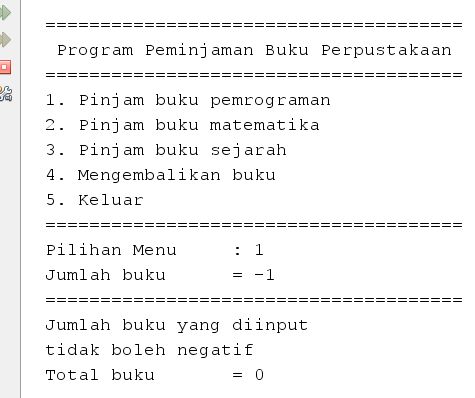 ======================================
Program Peminjaman Buku Perpustakaan
======================================
1. Pinjam buku pemrograman
2. Pinjam buku matematika
3. Pinjam buku sejarah
4. Mengembalikan buku
5. Keluar
======================================
Pilihan Menu     : 1
Jumlah buku      = -1
======================================
Jumlah buku yang diinput
tidak boleh negatif
Total buku       = 0